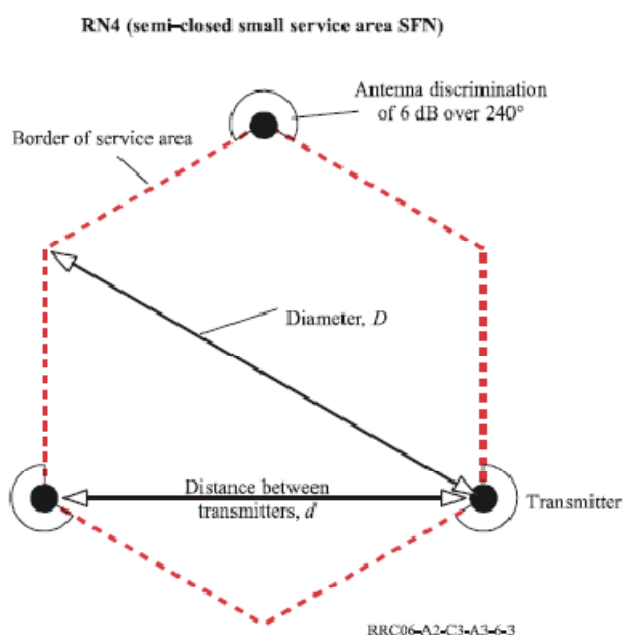 RN4 (semi-closed small service area SFN)
Antenna discrimination
of 6 dB over 240°
Border of service area
Diameter, D
Distance between
transmitters, d
Transmitter
RRC06-A2-C3-A3-6-3